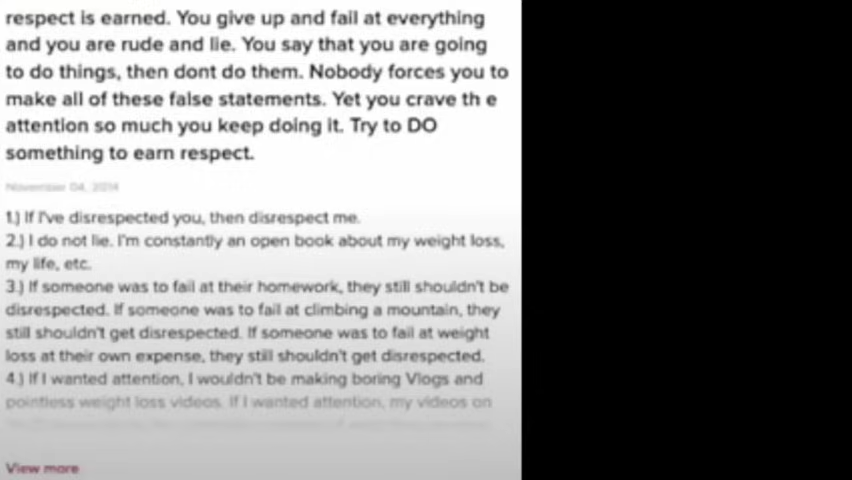 respect is earned. You give up and fail at everything
and you are rude and lie. You say that you are going
to do things, then dont do them. Nobody forces you to
make all of these false statements. Yet you crave th e
attention so much you keep doing it. Try to DO
something to earn respect.
November 04, 2014
1.) If I've disrespected you, then disrespect me.
2.) I do not lie. I'm constantly an open book about my weight loss,
my life, etc.
3.) If someone was to fail at their homework, they still shouldn't be
disrespected. If someone was to fail at climbing a mountain, they
still shouldn't get disrespected. If someone was to fail at weight
loss at their own expense, they still shouldn't get disrespected.
4.) If I wanted attention, I wouldn't be making boring Vlogs and
pointless weight loss videos. If I wanted attention, my videos on
View more